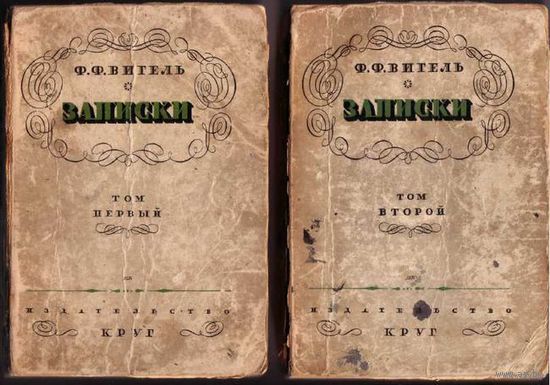 Ф.Ф.ВИГЕЛЬ
ЗАПИСКИ
ТОМ
ПЕРВЫЙ
ИЗДАТЕЛЬСТВО
КРУГ
Ф.Ф.ВИГЕЛЬ
ЗАПИСКИ
ТОМ
ВТОРОЙ
ИЗДАТЕЛЬСТВО
КРУГ